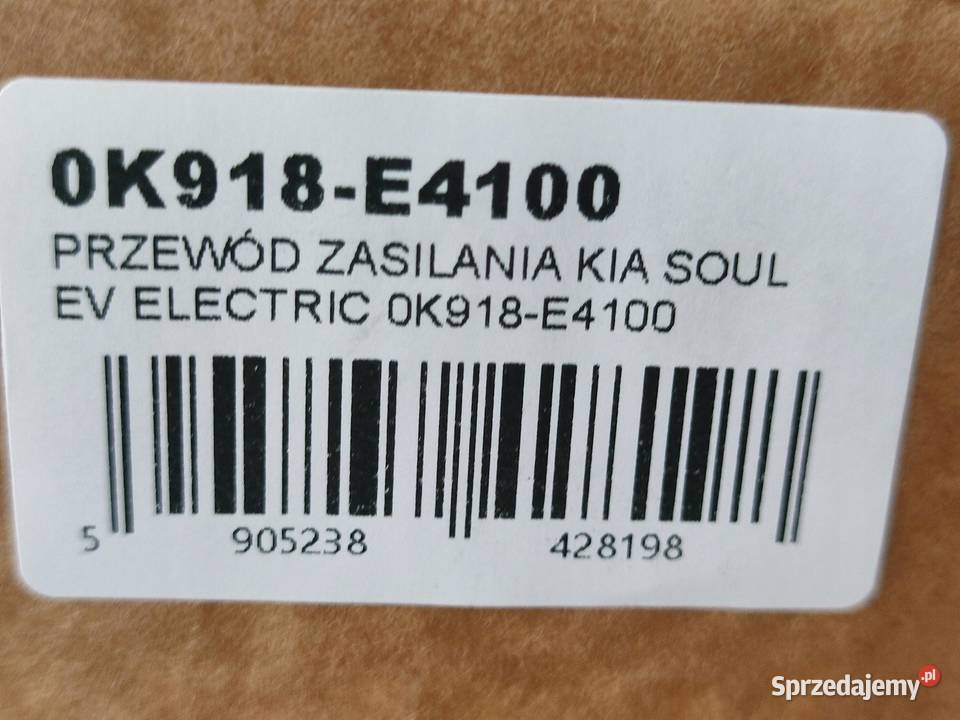 0K918-E4100
PRZEWÓD ZASILANIA KIA SOUL
EV ELECTRIC 0K918-E4100
5 905238 428198
Sprzedajemy.pl